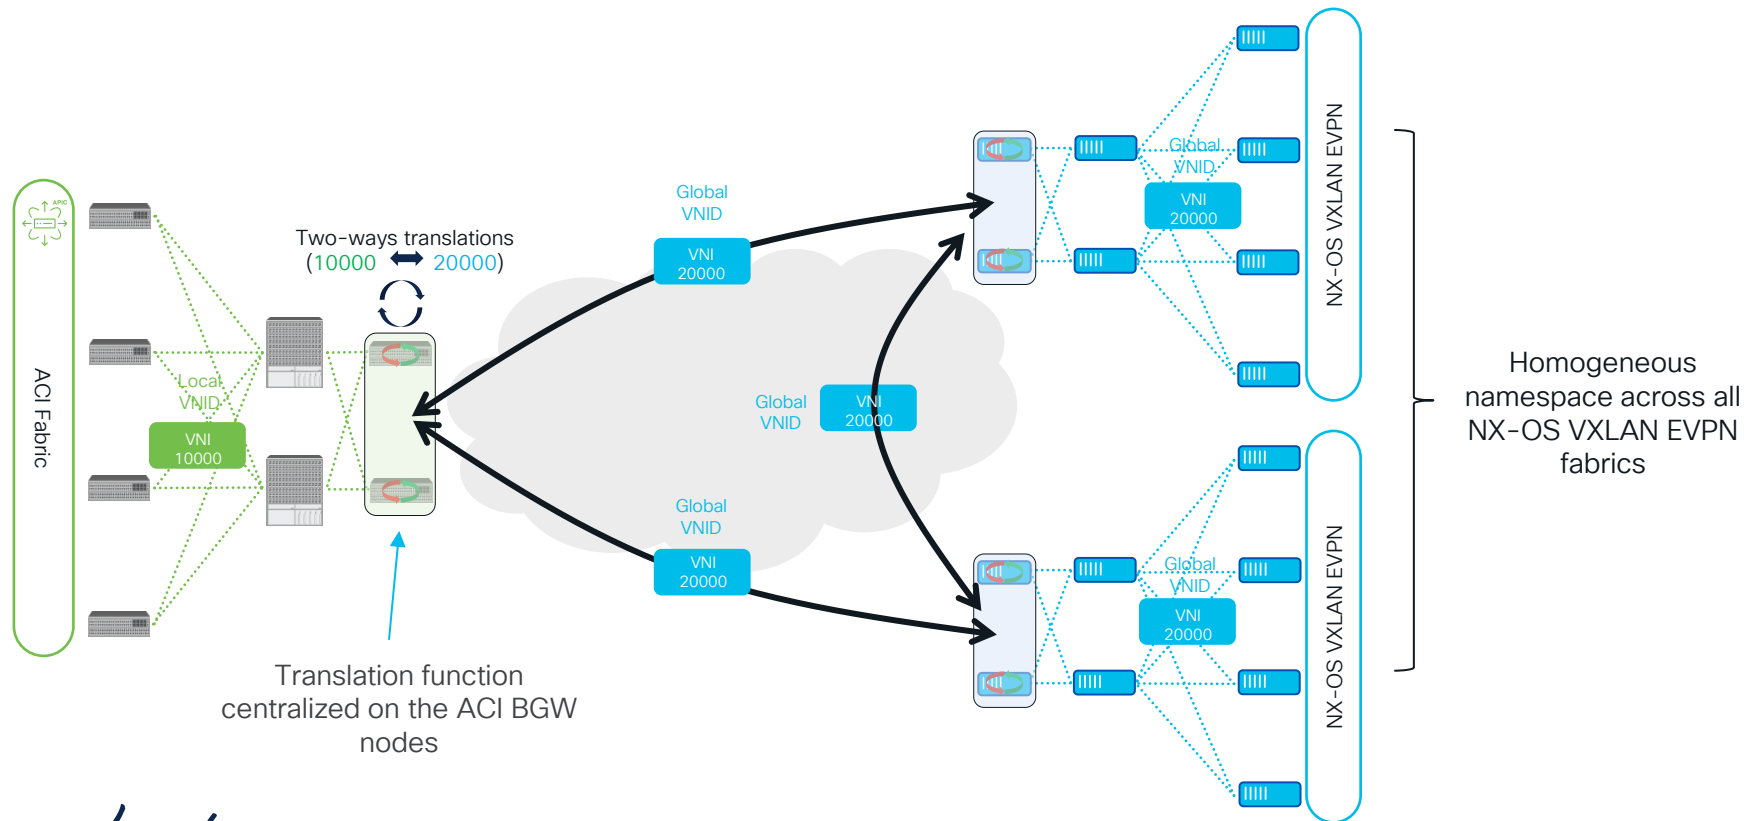 APIC
ACI Fabric
Two-ways translations
(10000 20000)
Local
VNID
VNI
10000
Translation function
centralized on the ACI BGW
nodes
Global
VNID
VNI
20000
Global
VNID
VNI
20000
Global
VNID
VNI
20000
Global
VNID
VNI
20000
NX-OS VXLAN EVPN
Global
VNID
VNI
20000
NX-OS VXLAN EVPN
Homogeneous
namespace across all
NX-OS VXLAN EVPN
fabrics